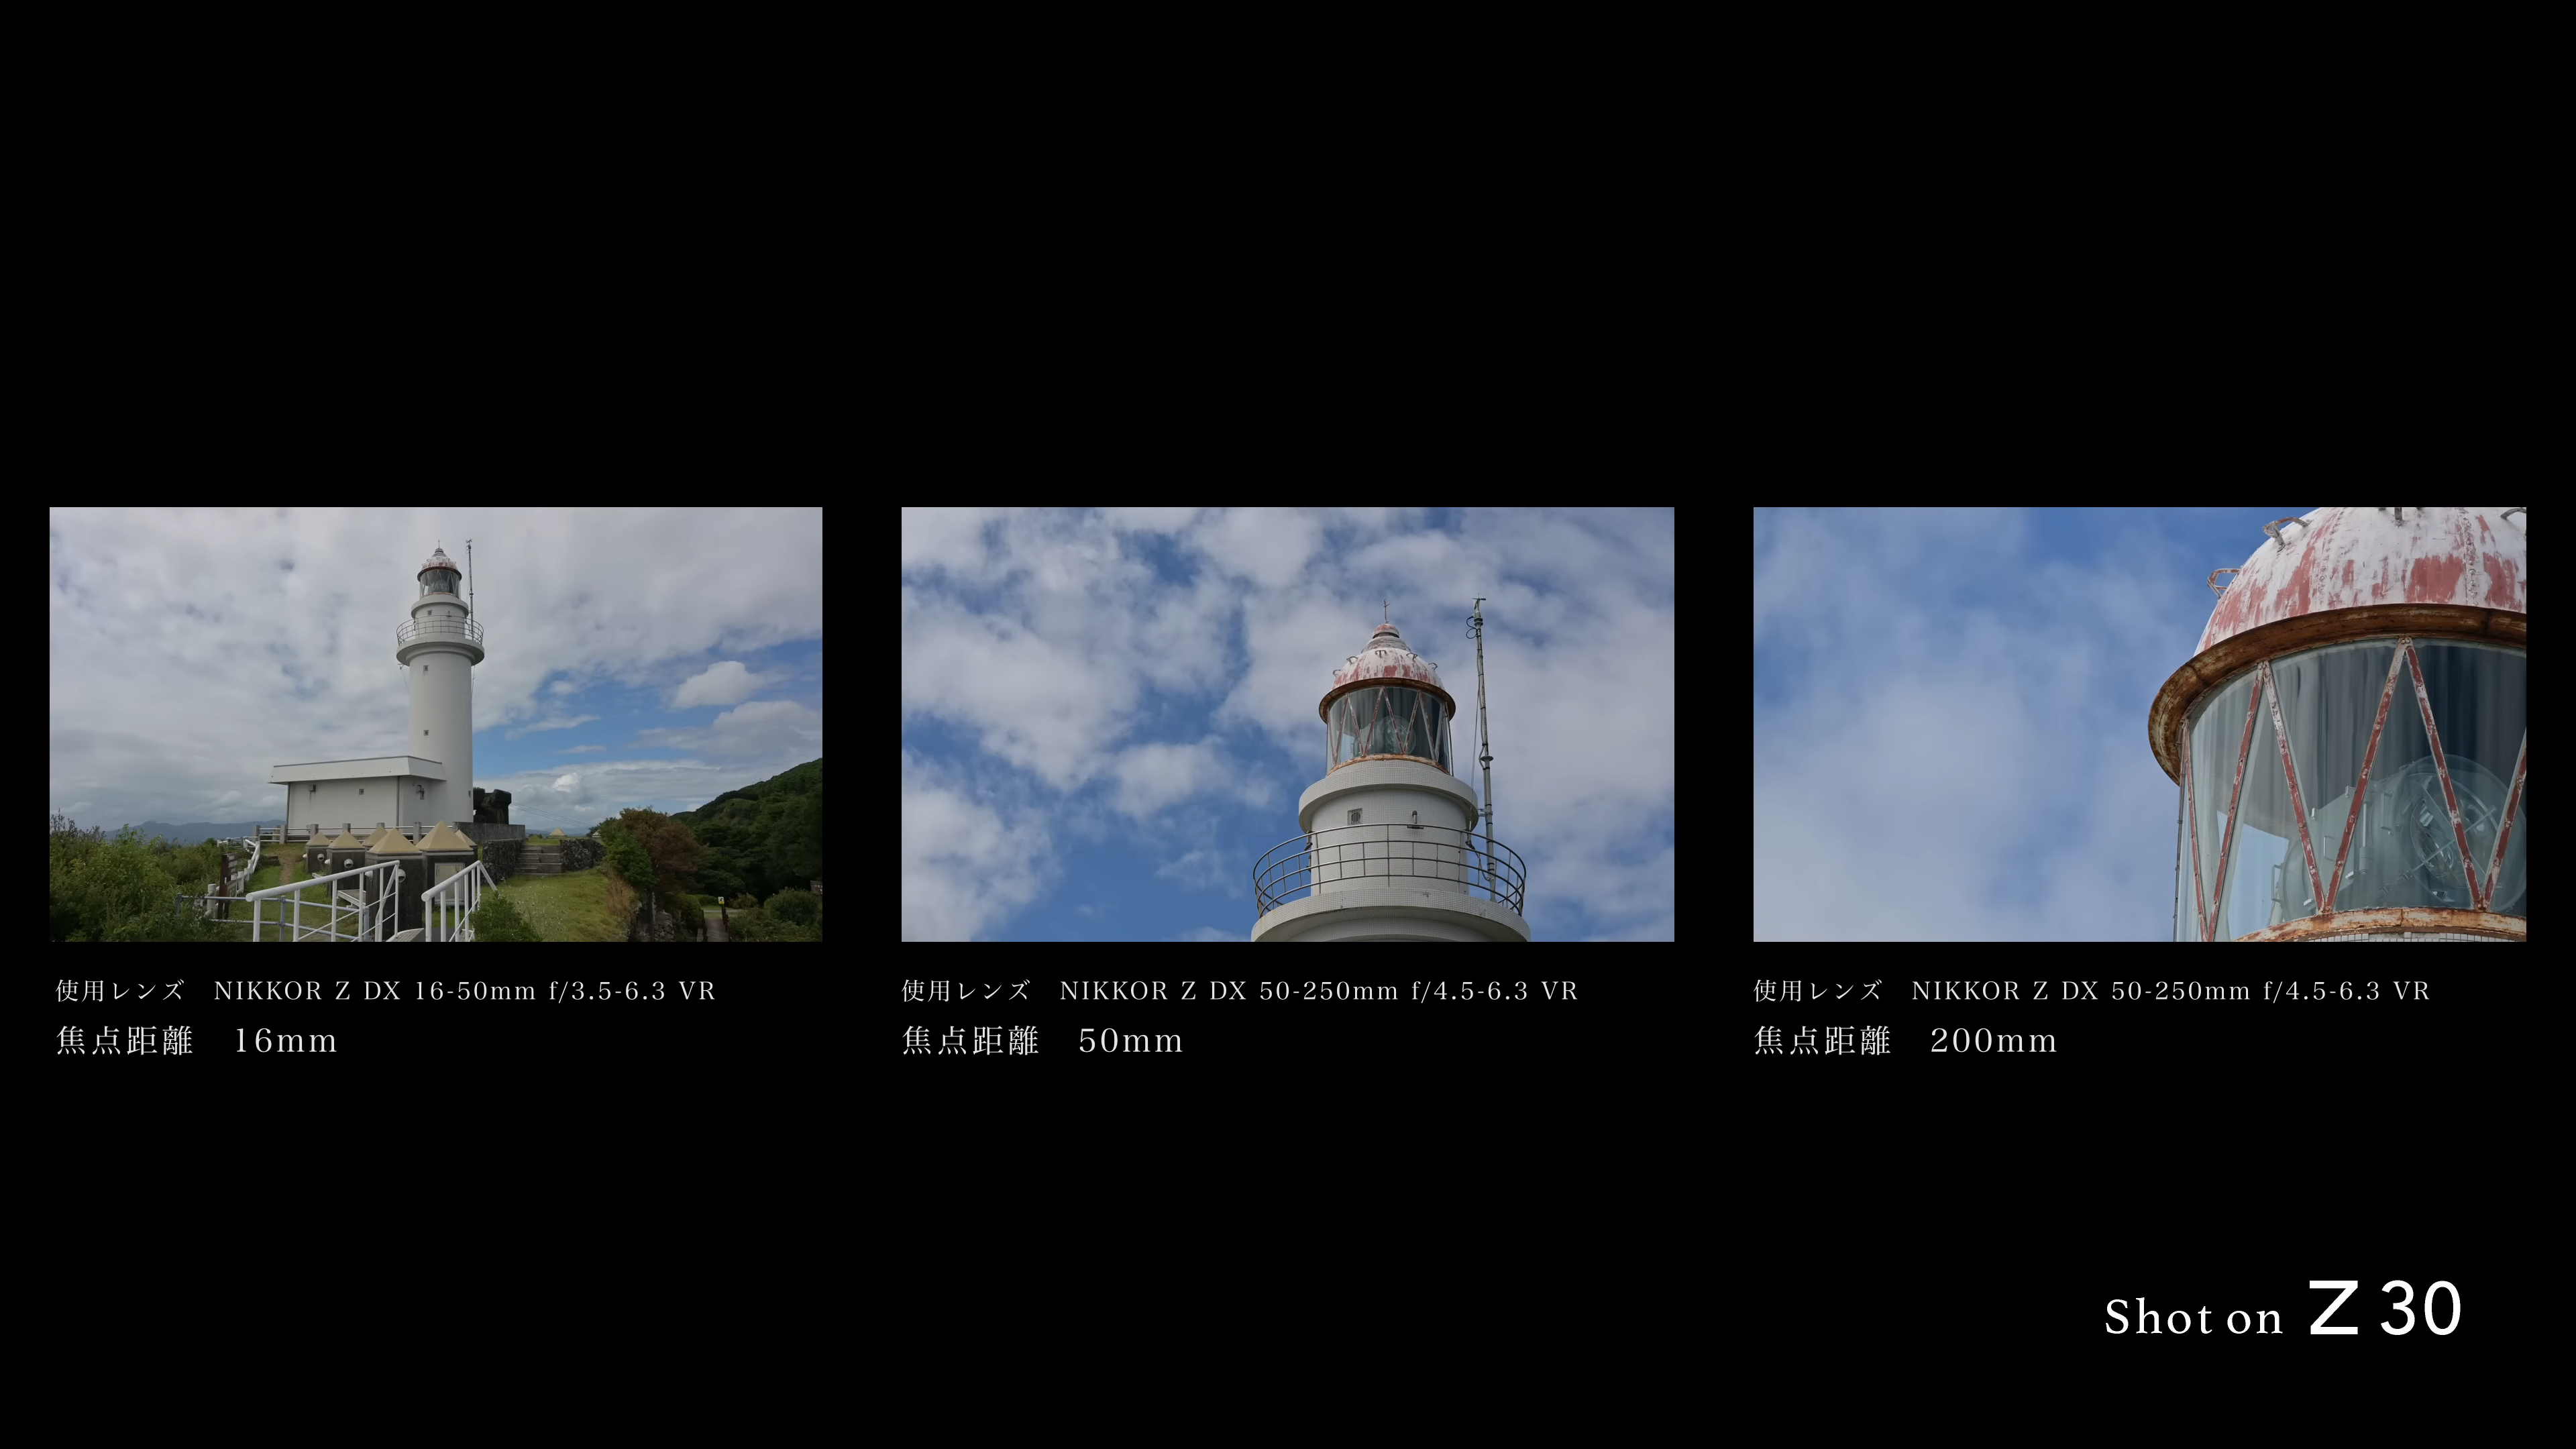 使用レンズ　NIKKOR Z DX 16-50mm f/3.5-6.3 VR
焦点距離　16mm
使用レンズ　NIKKOR Z DX 50-250mm f/4.5-6.3 VR
焦点距離　50mm
使用レンズ　NIKKOR Z DX 50-250mm f/4.5-6.3 VR
焦点距離　200mm
Shot on Z 30